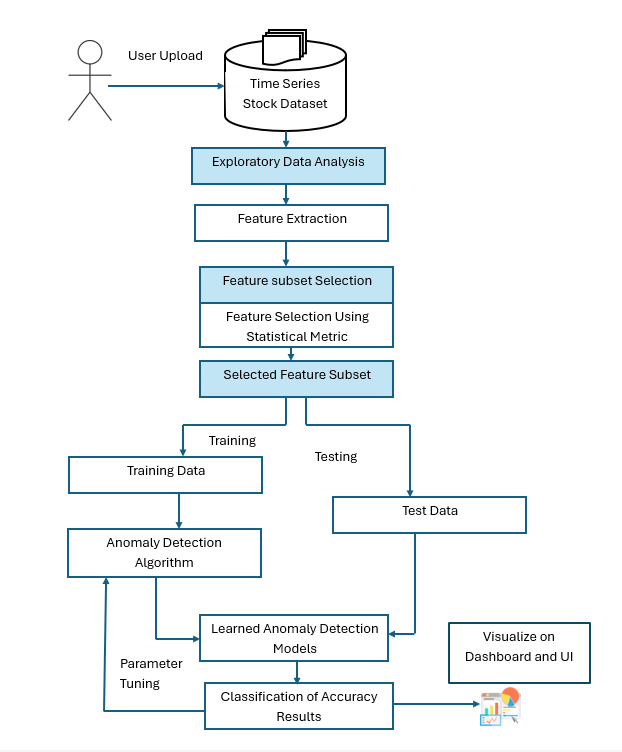 User Upload
Time Series
Stock Dataset
Exploratory Data Analysis
Feature Extraction
Feature subset Selection
Feature Selection Using
Statistical Metric
Selected Feature Subset
Training
Testing
Training Data
Test Data
Anomaly Detection
Algorithm
Learned Anomaly Detection
Models
Visualize on
Dashboard and UI
Parameter
Tuning
Classification of Accuracy
Results